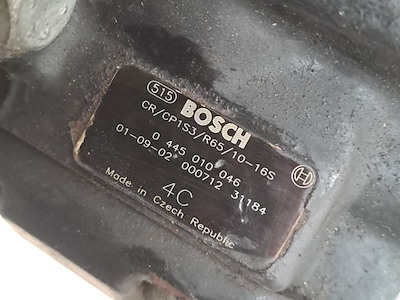 515 BOSCH
CR/CP1S3/R65/10-16S
0 445 010 046
01-09-02 000712 31184
4C
Made in Czech Republic